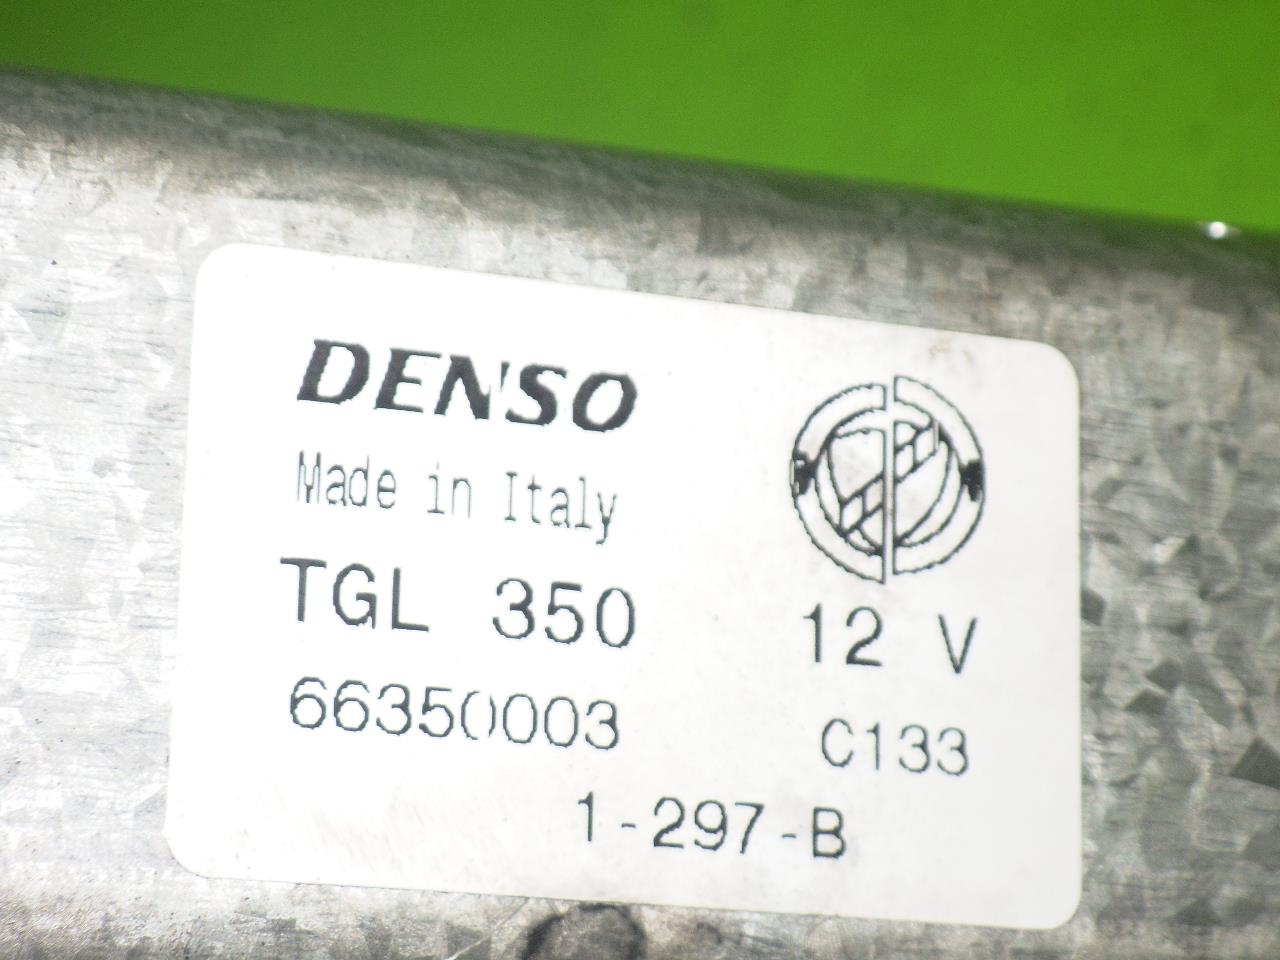 DENSO
Made in Italy
TGL 350
12 V
66350003
C133
1-297-B